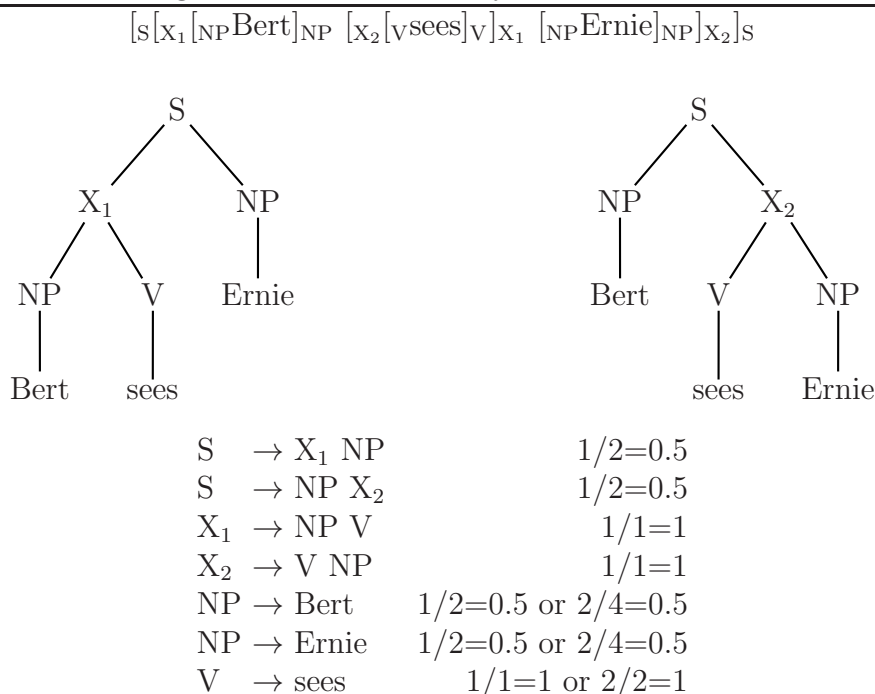 [S[X₁[NPBert]NP [X₂[Vsees]V]X₁ [NPErnie]NP]X₂]S
S S
X₁ NP NP X₂
NP V Ernie Bert V NP
Bert sees sees Ernie
S → X₁ NP 1/2=0.5
S → NP X₂ 1/2=0.5
X₁ → NP V 1/1=1
X₂ → V NP 1/1=1
NP → Bert 1/2=0.5 or 2/4=0.5
NP → Ernie 1/2=0.5 or 2/4=0.5
V → sees 1/1=1 or 2/2=1